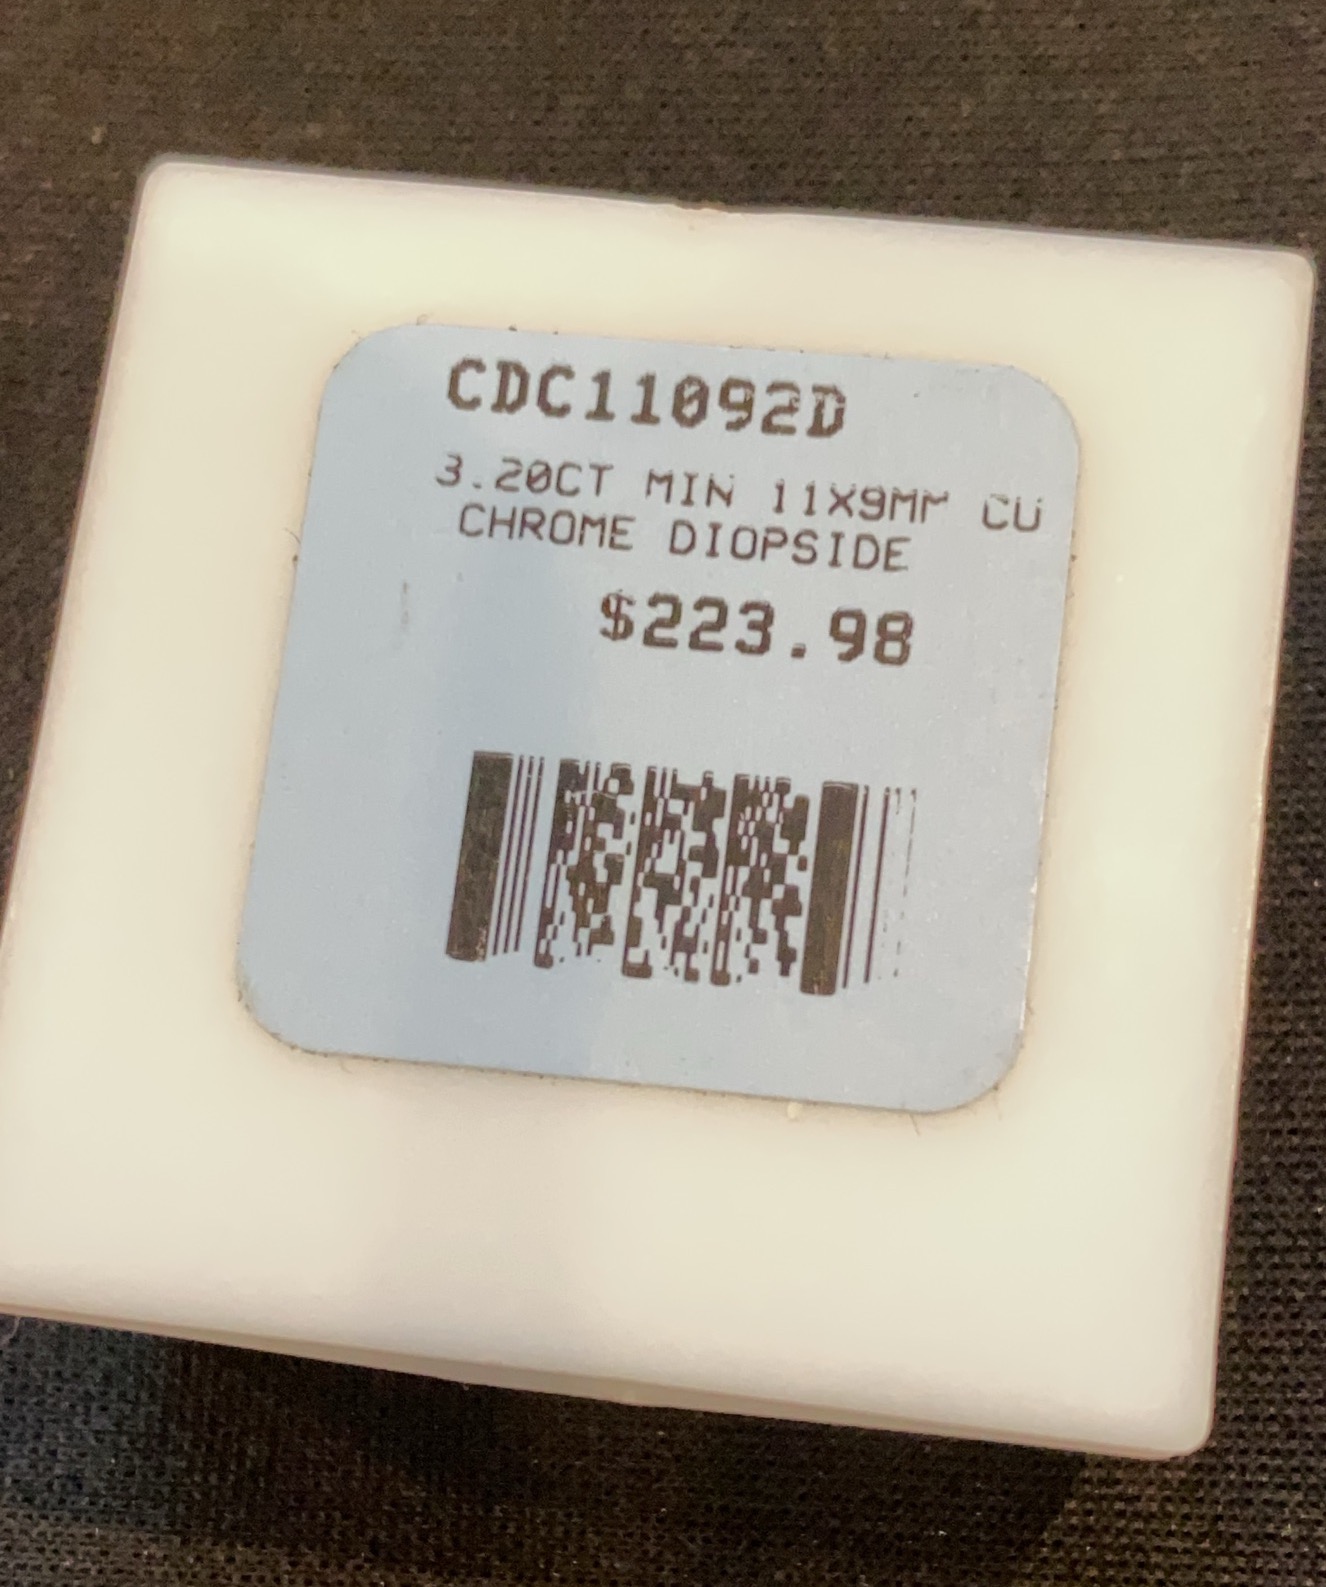 CDC11092D
3.20CT MIN 11X9MM CU
CHROME DIOPSIDE
$223.98